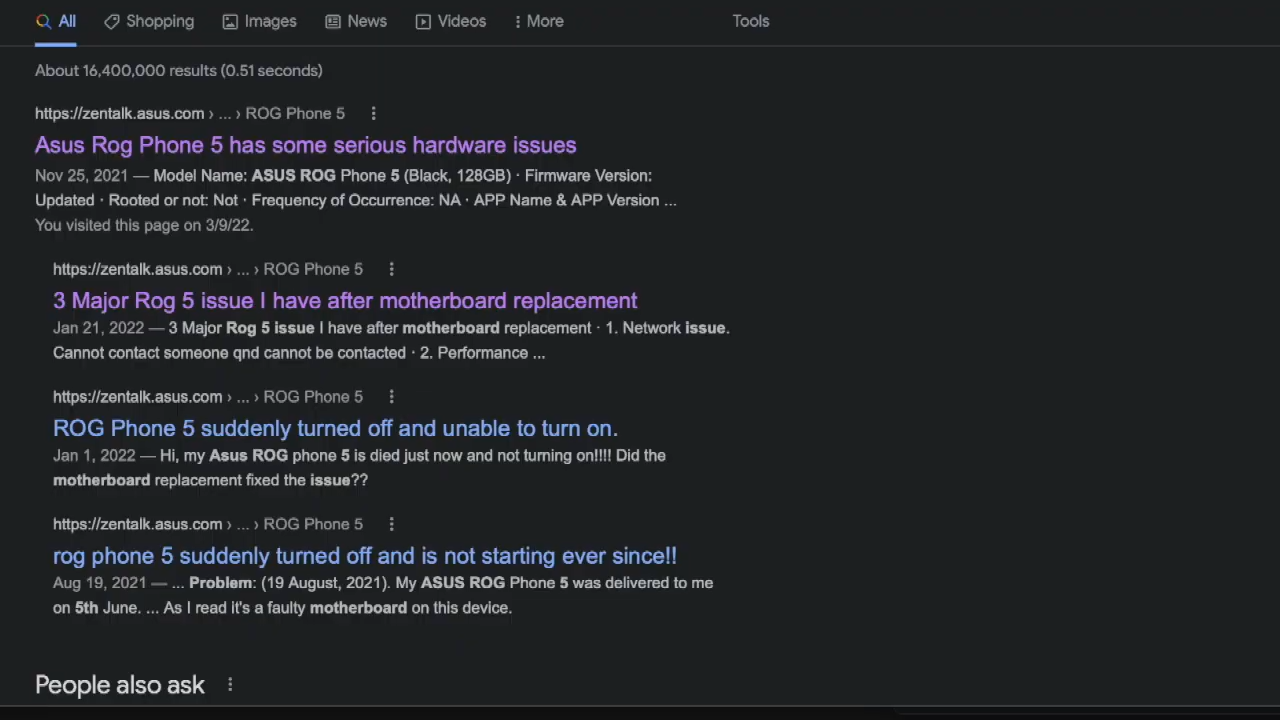 All Shopping Images News Videos More Tools
About 16,400,000 results (0.51 seconds)
https://zentalk.asus.com › ... › ROG Phone 5
Asus Rog Phone 5 has some serious hardware issues
Nov 25, 2021 — Model Name: ASUS ROG Phone 5 (Black, 128GB) · Firmware Version:
Updated · Rooted or not: Not · Frequency of Occurrence: NA · APP Name & APP Version ...
You visited this page on 3/9/22.
https://zentalk.asus.com › ... › ROG Phone 5
3 Major Rog 5 issue I have after motherboard replacement
Jan 21, 2022 — 3 Major Rog 5 issue I have after motherboard replacement · 1. Network issue.
Cannot contact someone qnd cannot be contacted · 2. Performance ...
https://zentalk.asus.com › ... › ROG Phone 5
ROG Phone 5 suddenly turned off and unable to turn on.
Jan 1, 2022 — Hi, my Asus ROG phone 5 is died just now and not turning on!!!! Did the
motherboard replacement fixed the issue??
https://zentalk.asus.com › ... › ROG Phone 5
rog phone 5 suddenly turned off and is not starting ever since!!
Aug 19, 2021 — ... Problem: (19 August, 2021). My ASUS ROG Phone 5 was delivered to me
on 5th June. ... As I read it's a faulty motherboard on this device.
People also ask